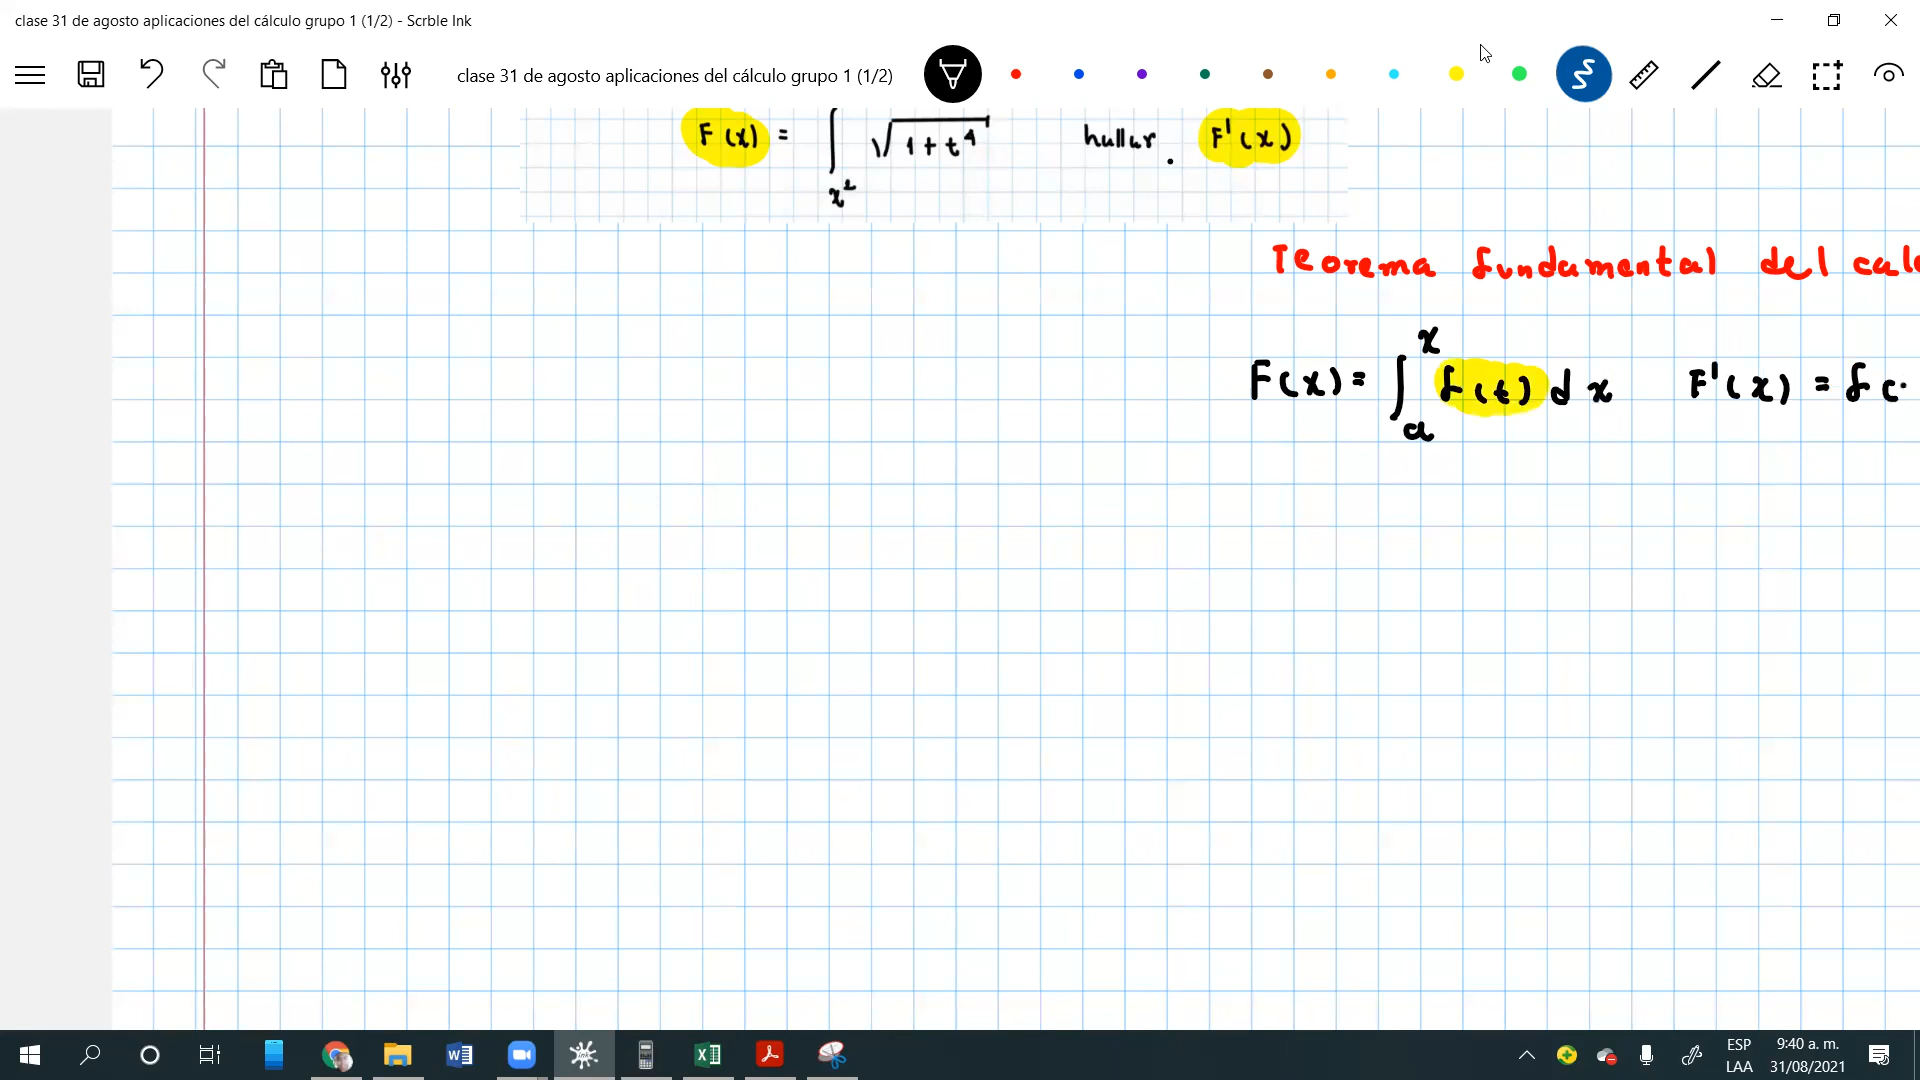 clase 31 de agosto aplicaciones del cálculo grupo 1 (1/2) - Scrble Ink
clase 31 de agosto aplicaciones del cálculo grupo 1 (1/2)
F(x) = ∫ √1+t⁴ hallar. F'(x)
x²
Teorema fundamental del calc
x
F(x) = ∫ f(t) dx F'(x) = f(
a
ESP 9:40 a. m.
LAA 31/08/2021